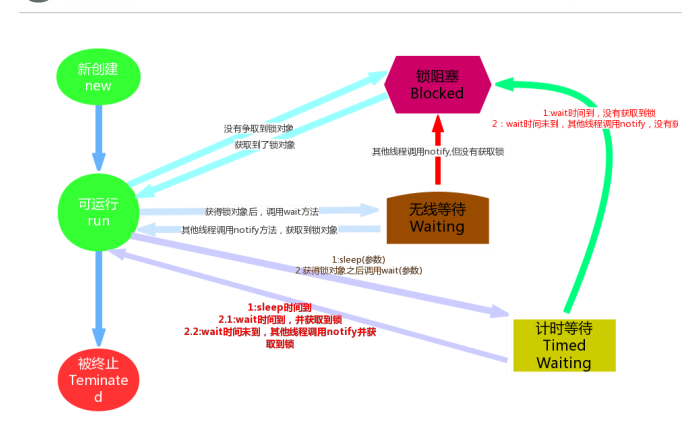 新创建
new
锁阻塞
Blocked
1:wait时间到，没有获取到锁
2：wait时间未到，其他线程调用notify，没有获
没有争取到锁对象
获取到了锁对象
其他线程调用notify,但没有获取锁
可运行
run
获得锁对象后，调用wait方法
其他线程调用notify方法，获取到锁对象
无线等待
Waiting
1:sleep(参数)
2.获得锁对象之后调用wait(参数)
1:sleep时间到
2.1:wait时间到，并获取到锁
2.2:wait时间未到，其他线程调用notify并获
取到锁
计时等待
Timed
Waiting
被终止
Teminate
d